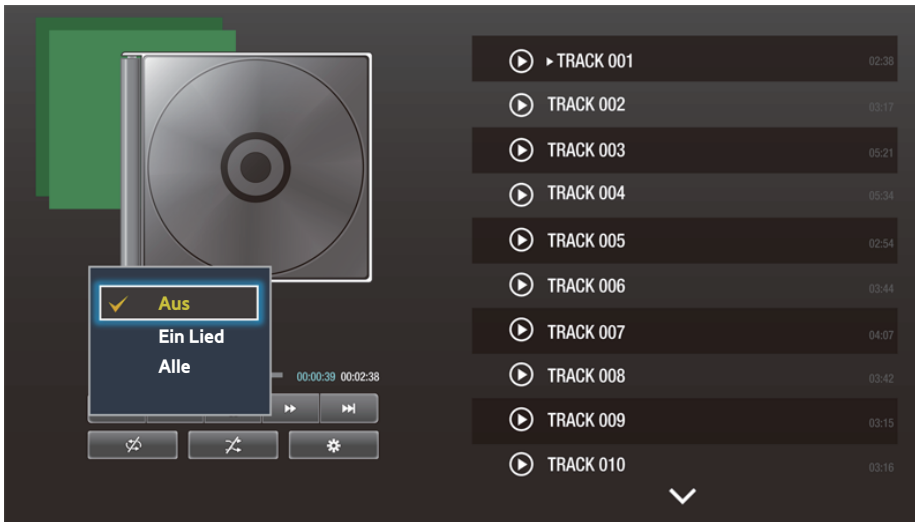 Aus
Ein Lied
Alle
00:00:39 00:02:38
TRACK 001 02:38
TRACK 002 03:17
TRACK 003 05:21
TRACK 004 05:34
TRACK 005 02:54
TRACK 006 03:44
TRACK 007 04:07
TRACK 008 03:42
TRACK 009 03:15
TRACK 010 03:16